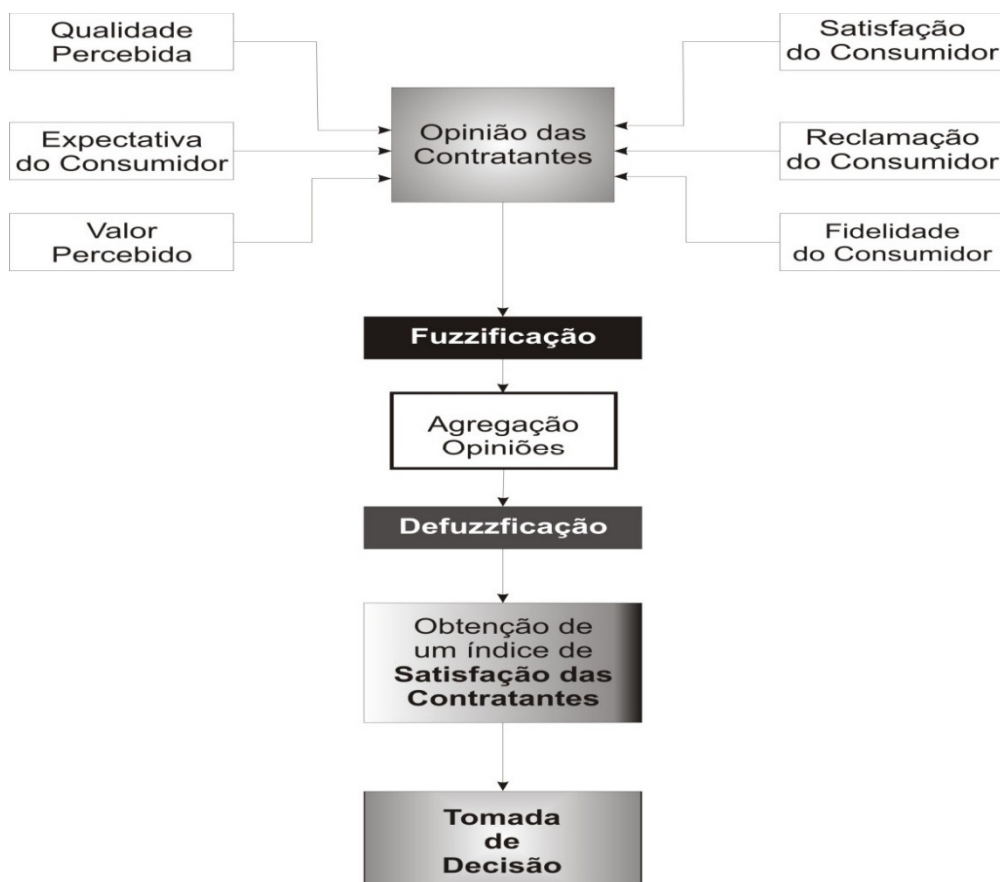 Qualidade
Percebida
Expectativa
do Consumidor
Valor
Percebido
Opinião das
Contratantes
Satisfação
do Consumidor
Reclamação
do Consumidor
Fidelidade
do Consumidor
Fuzzificação
Agregação
Opiniões
Defuzzficação
Obtenção de
um índice de
Satisfação das
Contratantes
Tomada
de
Decisão